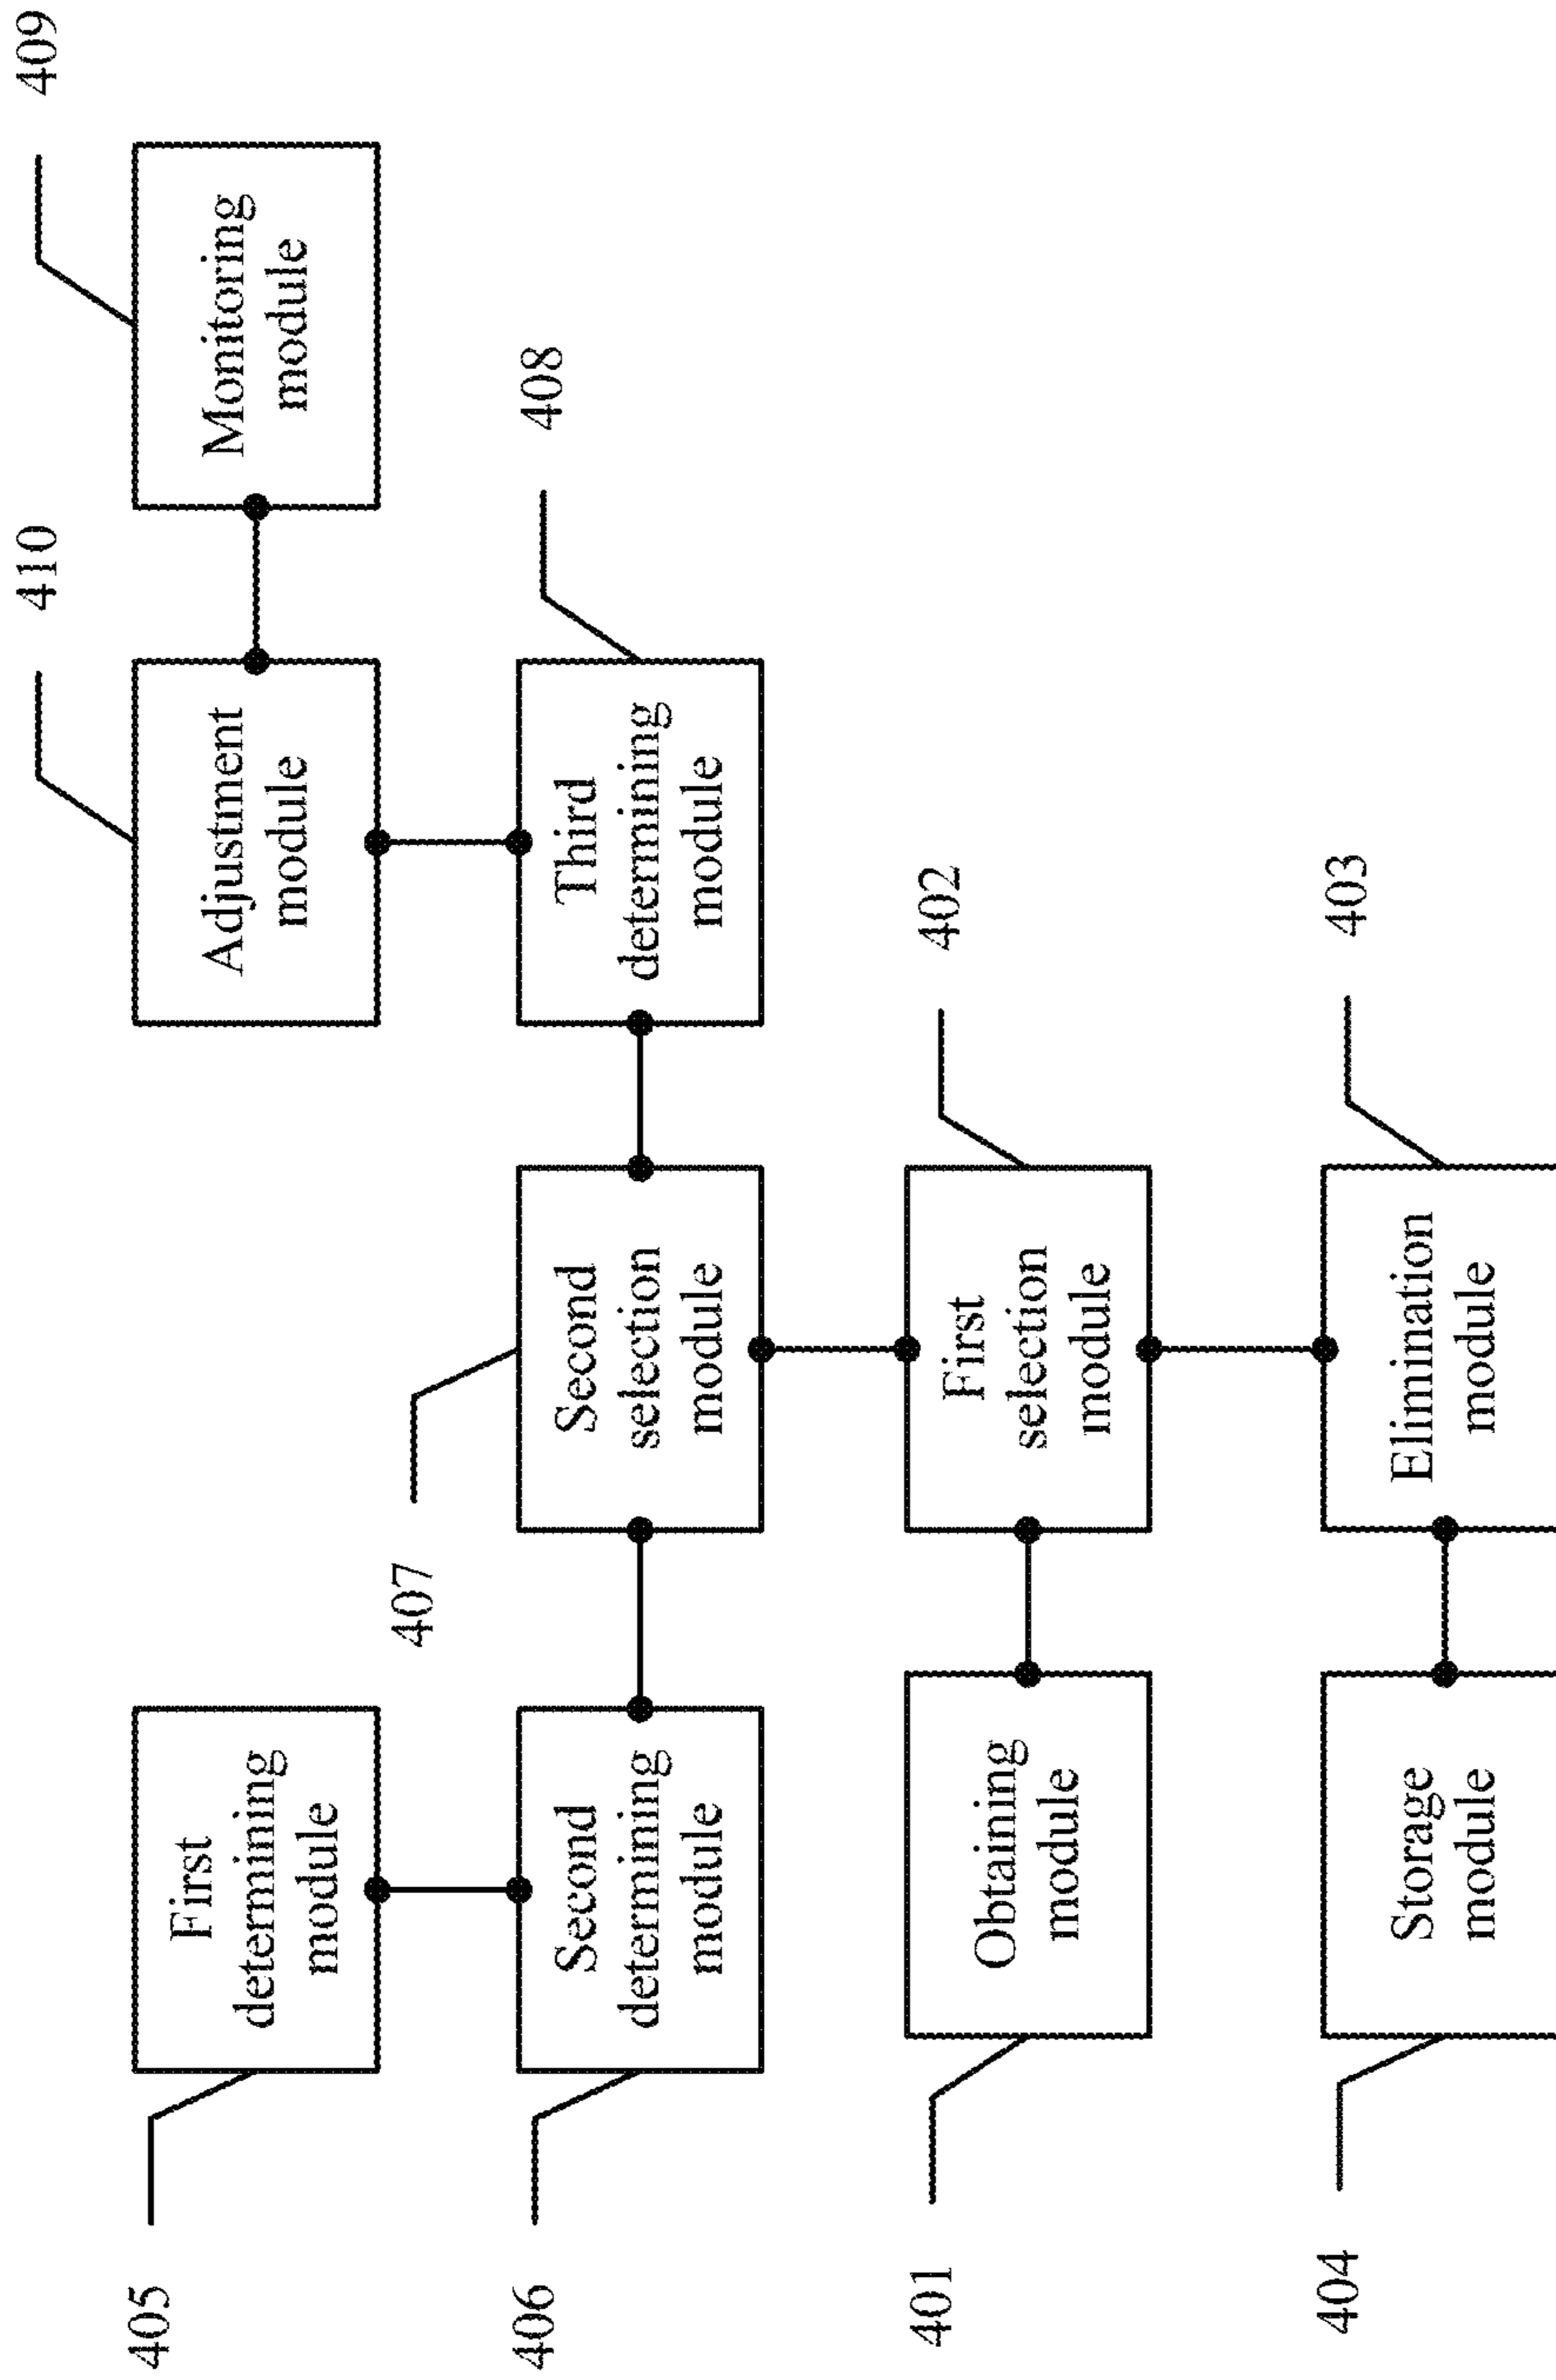 405
First
determining
module
410
Adjustment
module
409
Monitoring
module
406
Second
determining
module
407
Second
selection
module
Third
determining
module
408
401
Obtaining
module
First
selection
module
402
404
Storage
module
Elimination
module
403